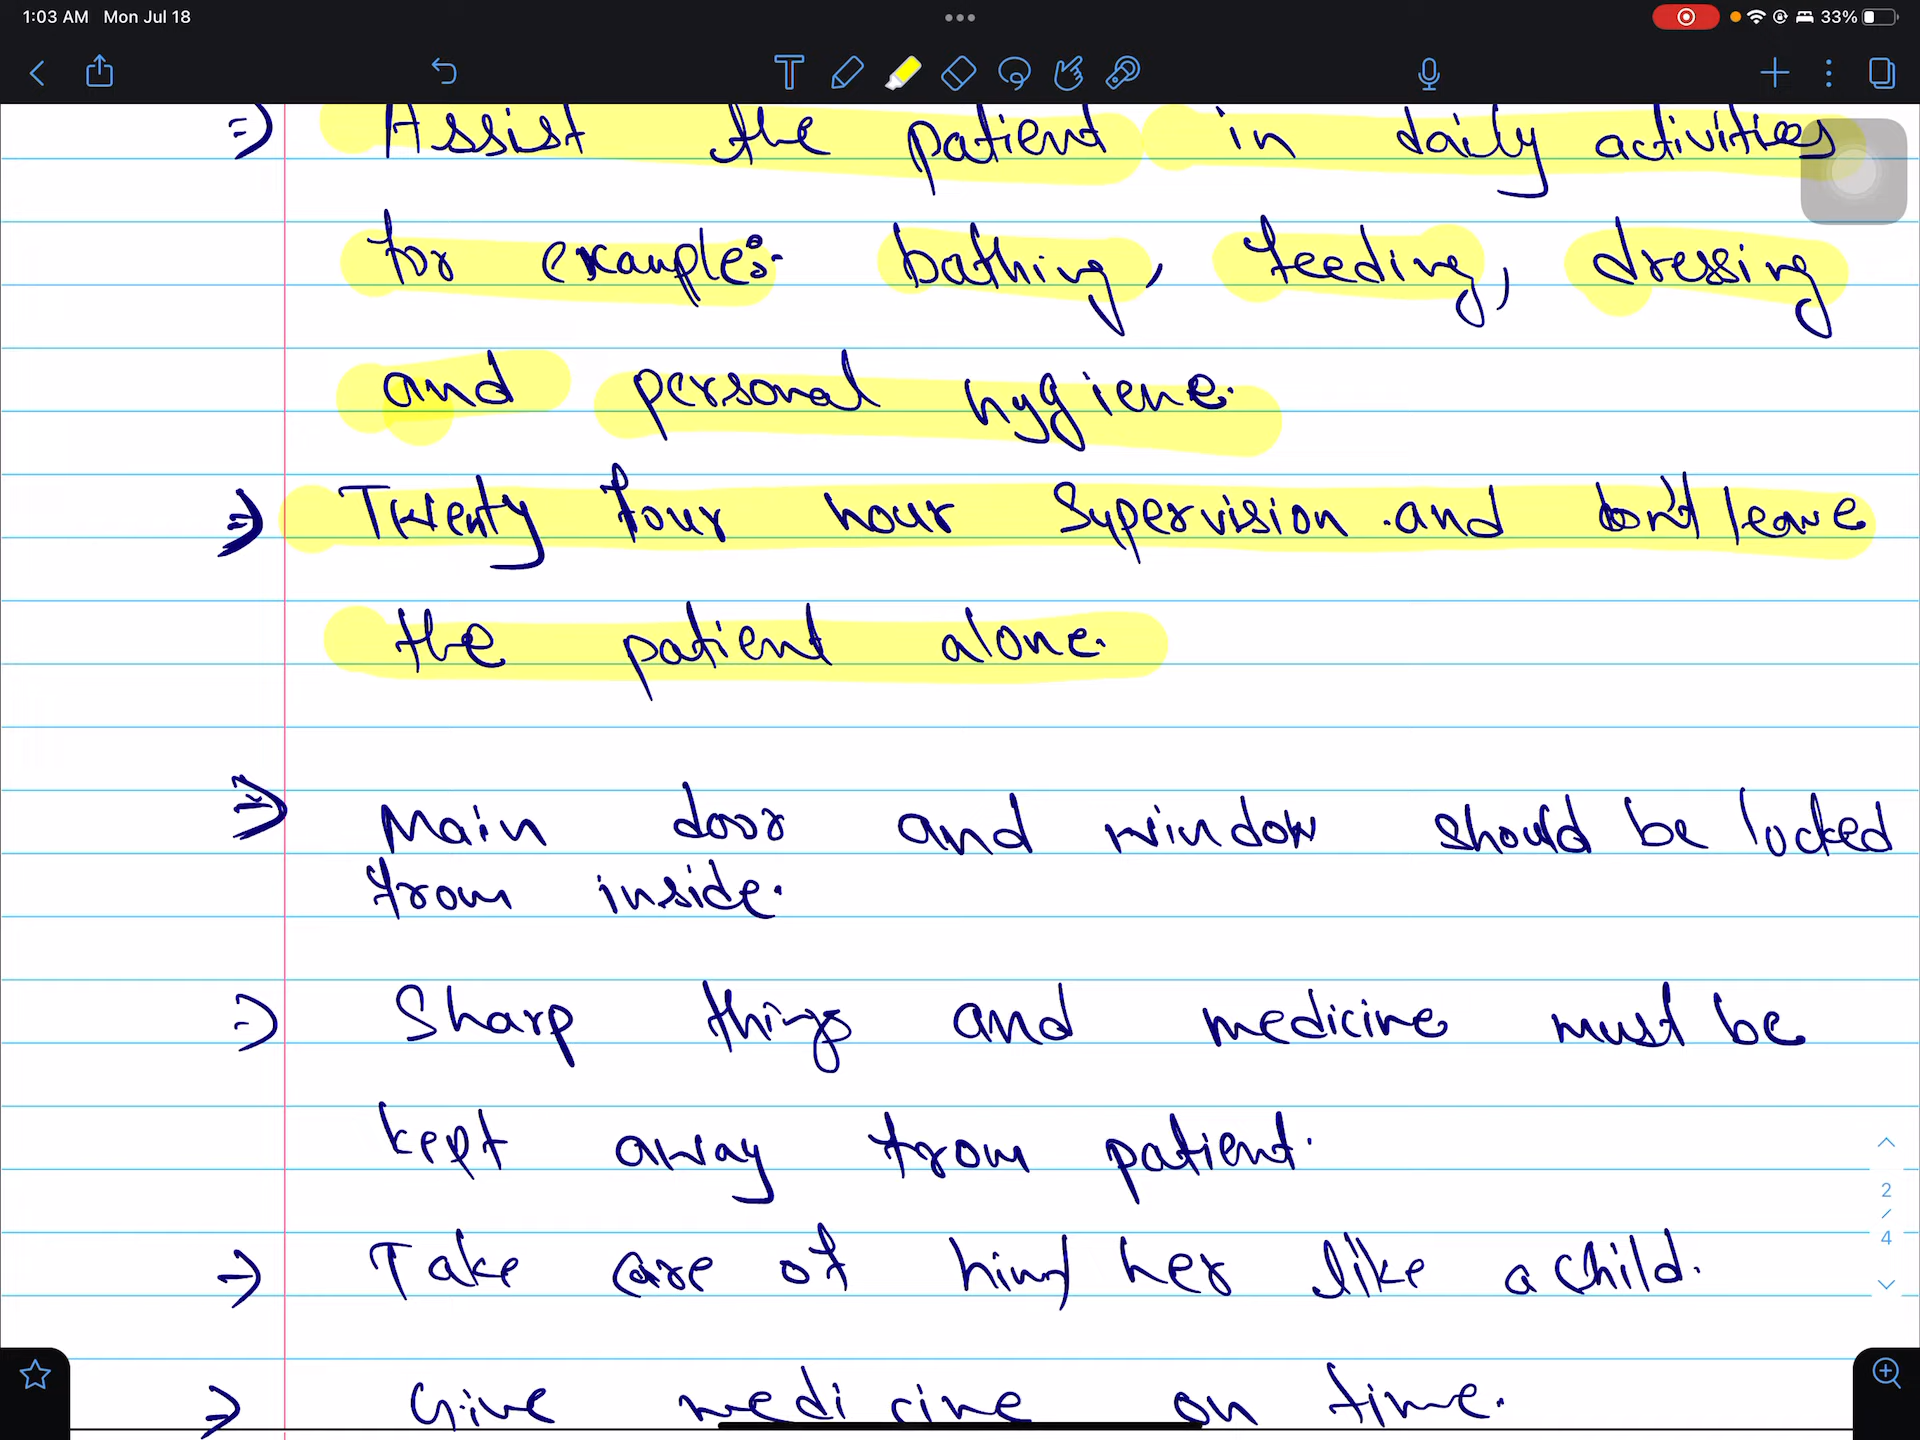 1:03 AM Mon Jul 18
33%
⇒ Assist the patient in daily activities
for example:- bathing, feeding, dressing
and personal hygiene.
⇒ Twenty four hour Supervision and don't leave
the patient alone.
⇒ Main door and window should be locked
from inside.
⇒ Sharp things and medicine must be
kept away from patient.
⇒ Take care of him/her like a child.
⇒ Give medicine on time.
2
/
4